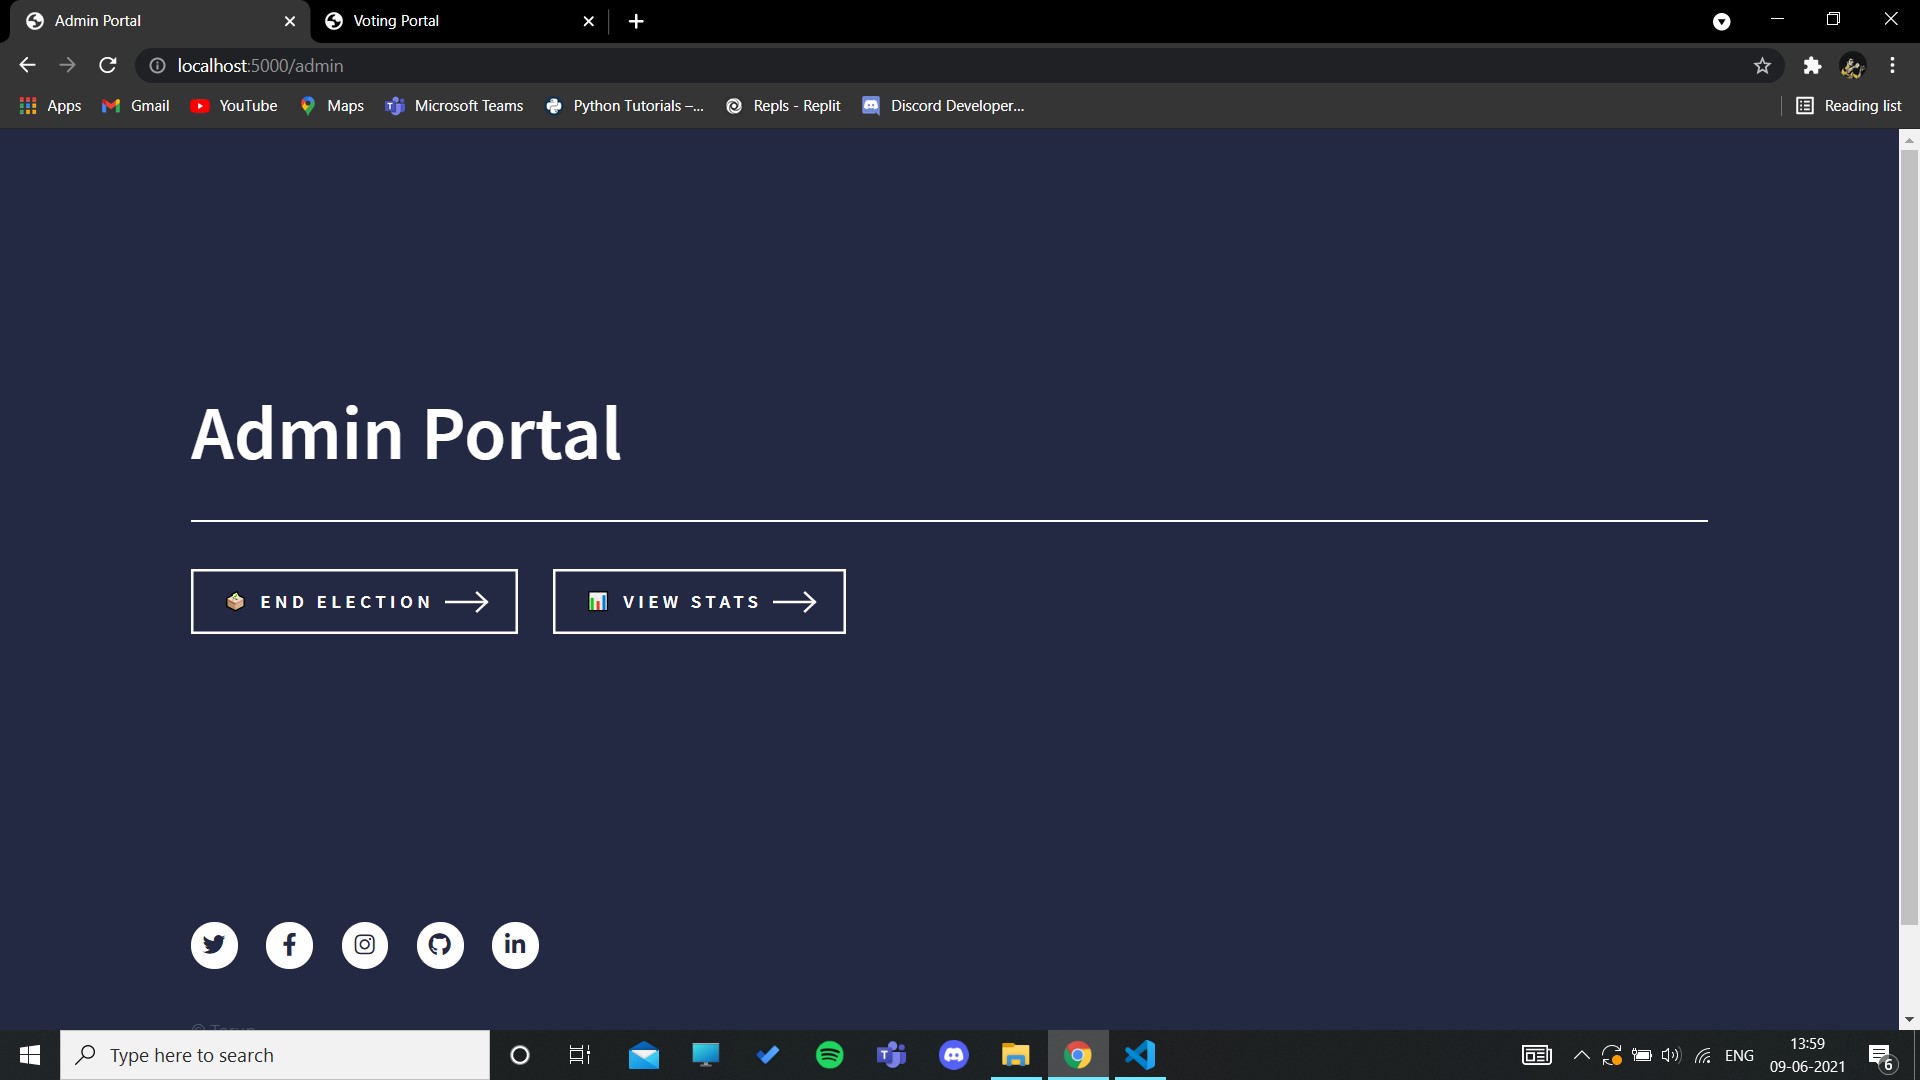 Admin Portal
Voting Portal
localhost:5000/admin
Apps
Gmail
YouTube
Maps
Microsoft Teams
Python Tutorials –...
Repls - Replit
Discord Developer...
Reading list
Admin Portal
END ELECTION
VIEW STATS
Type here to search
ENG
13:59
09-06-2021
6